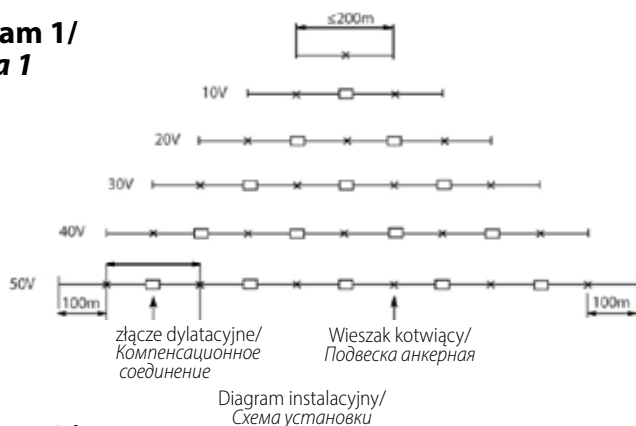 am 1/
a 1
≤200m
10V
20V
30V
40V
50V
100m
100m
złącze dylatacyjne/
Компенсационное
соединение
Wieszak kotwiący/
Подвеска анкерная
Diagram instalacyjny/
Схема установки